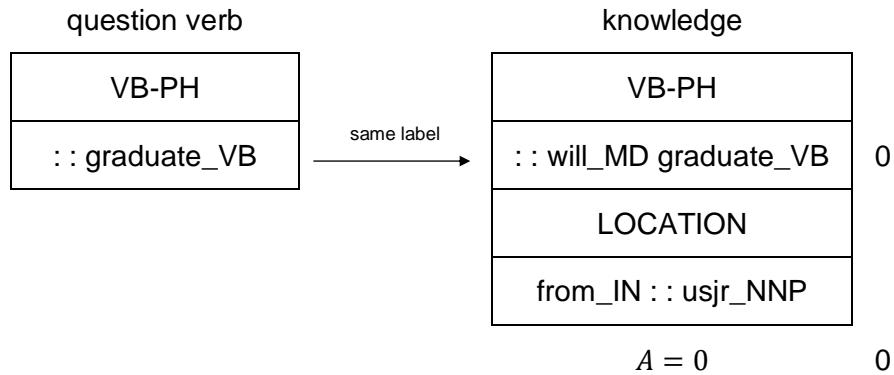 question verb
knowledge
VB-PH
VB-PH
: : graduate_VB
same label
: : will_MD graduate_VB
0
LOCATION
from_IN : : usjr_NNP
𝐴 = 0
0